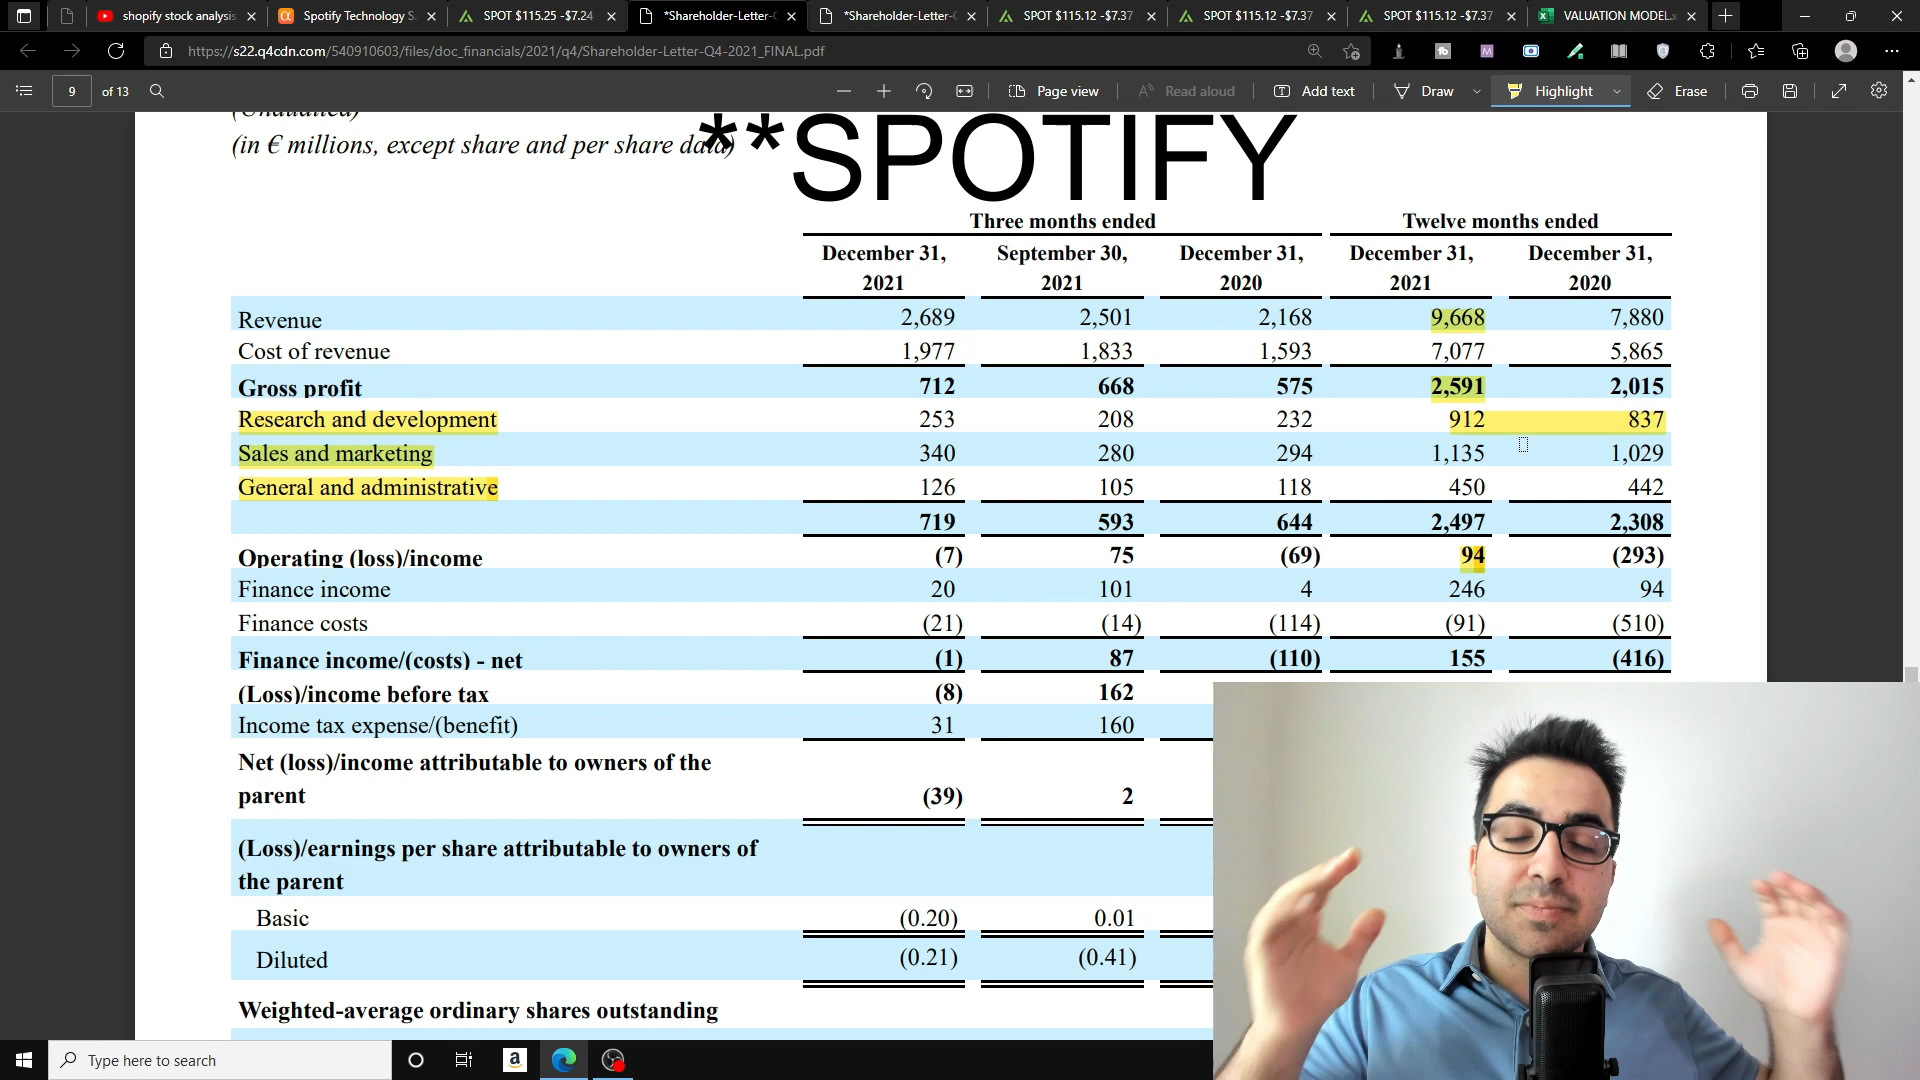 shopify stock analysis
Spotify Technology S.
SPOT $115.25 -$7.24
*Shareholder-Letter-
*Shareholder-Letter-
SPOT $115.12 -$7.37
SPOT $115.12 -$7.37
SPOT $115.12 -$7.37
VALUATION MODEL.
https://s22.q4cdn.com/540910603/files/doc_financials/2021/q4/Shareholder-Letter-Q4-2021_FINAL.pdf
9 of 13 Page view Read aloud Add text Draw Highlight Erase
(Unaudited)
(in € millions, except share and per share data)
**SPOTIFY
Three months ended Twelve months ended
December 31, September 30, December 31, December 31, December 31,
2021 2021 2020 2021 2020
Revenue 2,689 2,501 2,168 9,668 7,880
Cost of revenue 1,977 1,833 1,593 7,077 5,865
Gross profit 712 668 575 2,591 2,015
Research and development 253 208 232 912 837
Sales and marketing 340 280 294 1,135 1,029
General and administrative 126 105 118 450 442
719 593 644 2,497 2,308
Operating (loss)/income (7) 75 (69) 94 (293)
Finance income 20 101 4 246 94
Finance costs (21) (14) (114) (91) (510)
Finance income/(costs) - net (1) 87 (110) 155 (416)
(Loss)/income before tax (8) 162
Income tax expense/(benefit) 31 160
Net (loss)/income attributable to owners of the
parent (39) 2
(Loss)/earnings per share attributable to owners of
the parent
Basic (0.20) 0.01
Diluted (0.21) (0.41)
Weighted-average ordinary shares outstanding
Type here to search
a